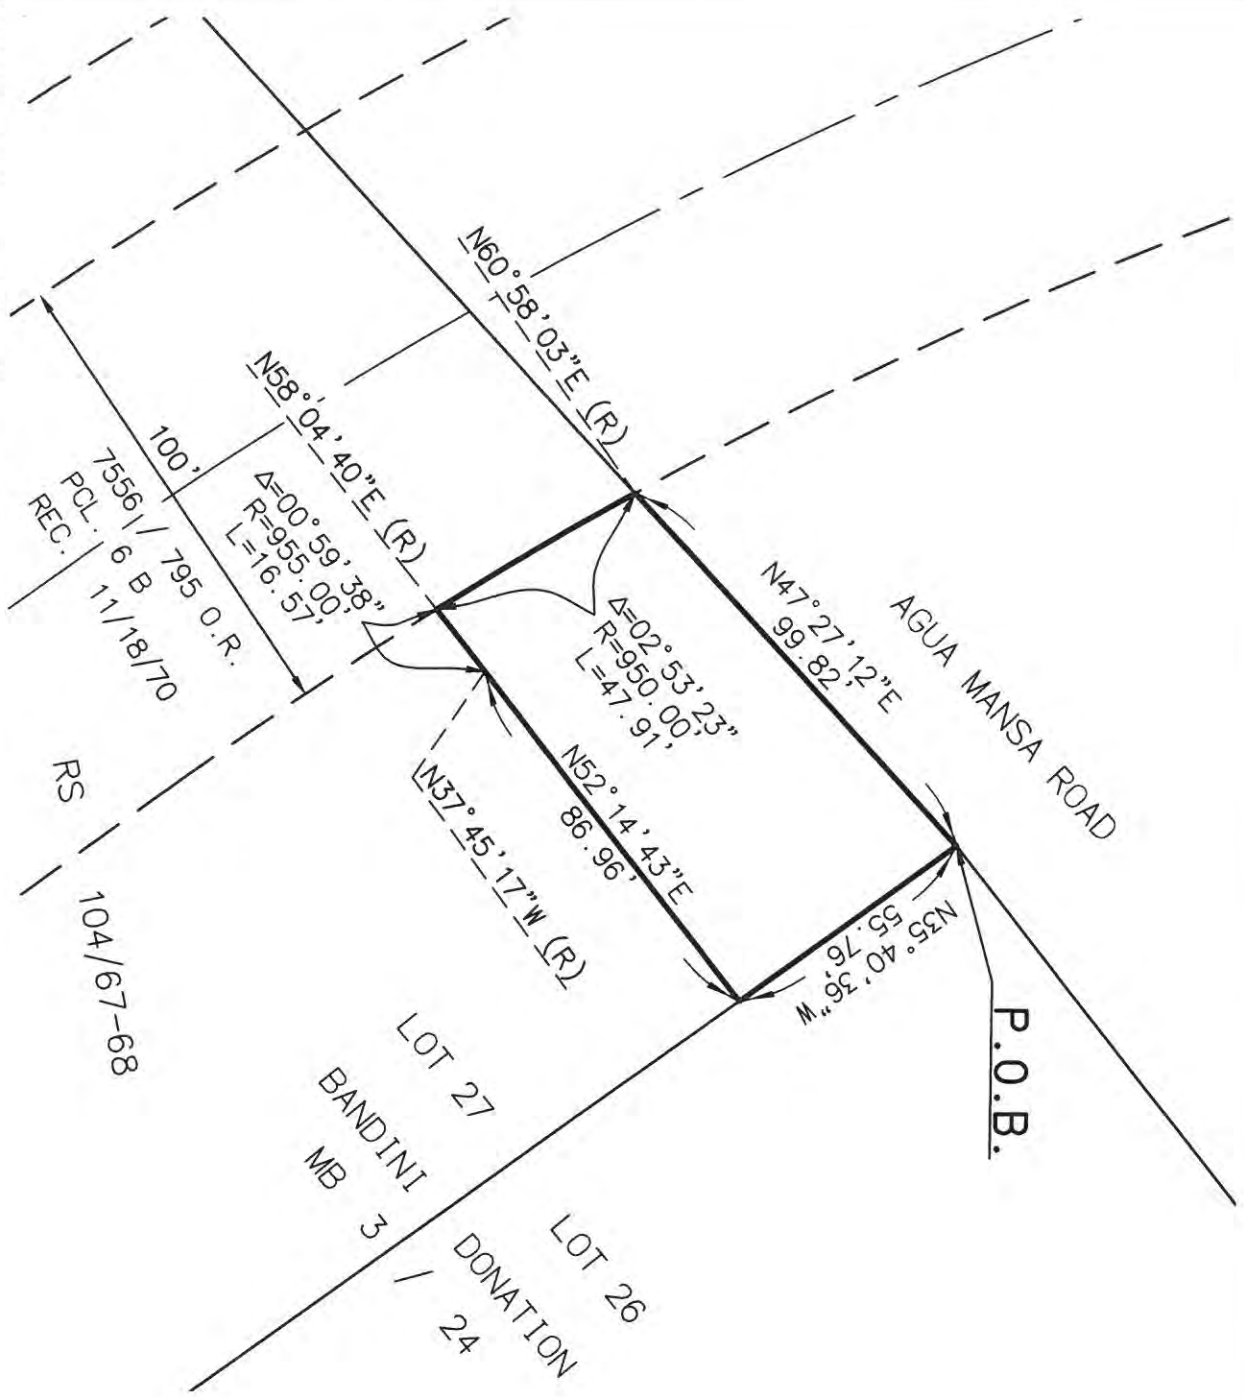 N60°58'03"E (R)
N58°04'40"E (R)
100'
7556 / 795 O.R.
PCL. 6 B
REC. 11/18/70
Δ=00°59'38"
R=955.00'
L=16.57'
Δ=02°53'23"
R=950.00'
L=47.91'
N47°27'12"E
99.82'
AGUA MANSA ROAD
N52°14'43"E
86.96'
N37°45'17"W (R)
N35°40'36"W
55.76'
P.O.B.
RS 104/67-68
LOT 27
LOT 26
BANDINI DONATION
MB 3 / 24